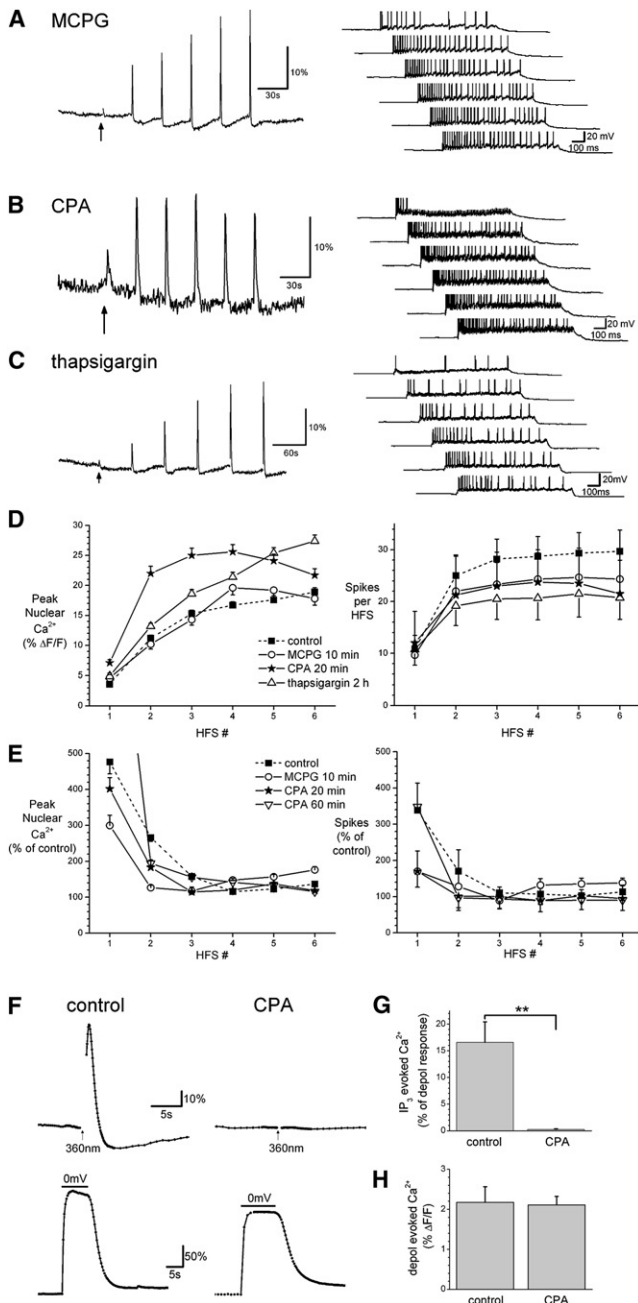 A MCPG
10%
30s
20 mV
100 ms
B CPA
10%
30s
20 mV
100 ms
C thapsigargin
10%
60s
20mV
100ms
D
Peak
Nuclear
Ca²⁺
(% ΔF/F)
30
25
20
15
10
5
0
control
MCPG 10 min
CPA 20 min
thapsigargin 2 h
1 2 3 4 5 6
HFS #
Spikes
per
HFS
30
20
10
0
1 2 3 4 5 6
HFS #
E
Peak
Nuclear
Ca²⁺
(% of control)
500
400
300
200
100
0
control
MCPG 10 min
CPA 20 min
CPA 60 min
1 2 3 4 5 6
HFS #
Spikes
(% of
control)
500
400
300
200
100
0
1 2 3 4 5 6
HFS #
F control CPA
10%
5s
360nm
360nm
0mV
0mV
50%
5s
G
IP₃ evoked Ca²⁺
(% of depol response)
20
15
10
5
0
**
control CPA
H
depol evoked Ca²⁺
(% ΔF/F)
3
2
1
0
control CPA